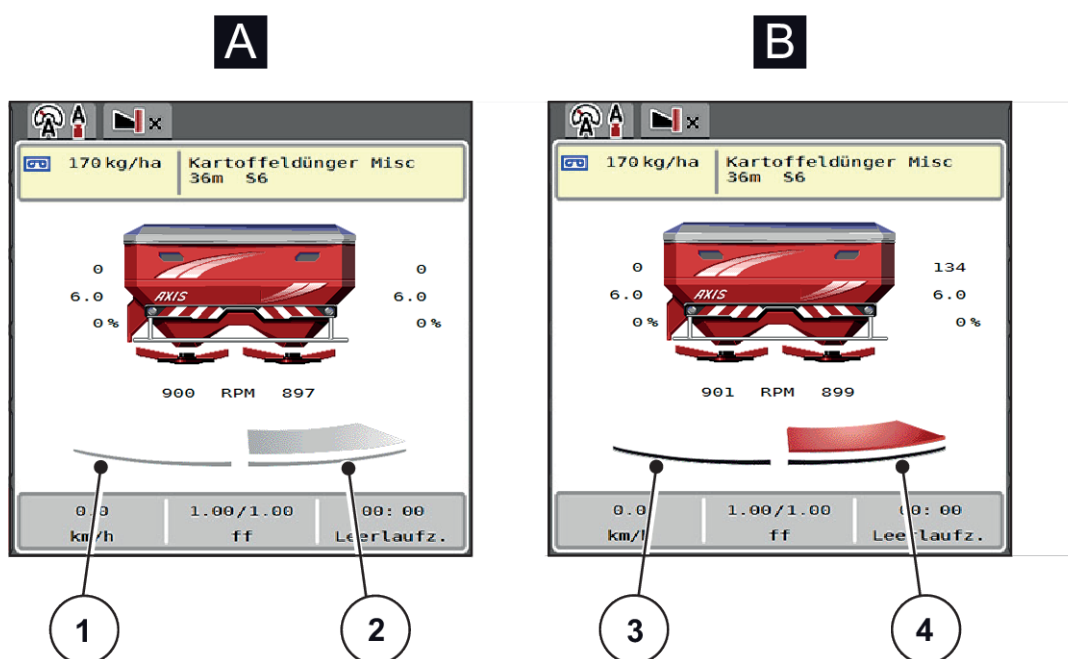 A
B
A A
x
170 kg/ha
Kartoffeldünger Misc
36m S6
0
0
6.0
AXIS
6.0
0%
0%
900 RPM 897
0.0
1.00/1.00
00:00
km/h
ff
Leerlaufz.
A A
x
170 kg/ha
Kartoffeldünger Misc
36m S6
0
134
6.0
AXIS
6.0
0%
0%
901 RPM 899
0.0
1.00/1.00
00:00
km/h
ff
Leerlaufz.
1
2
3
4